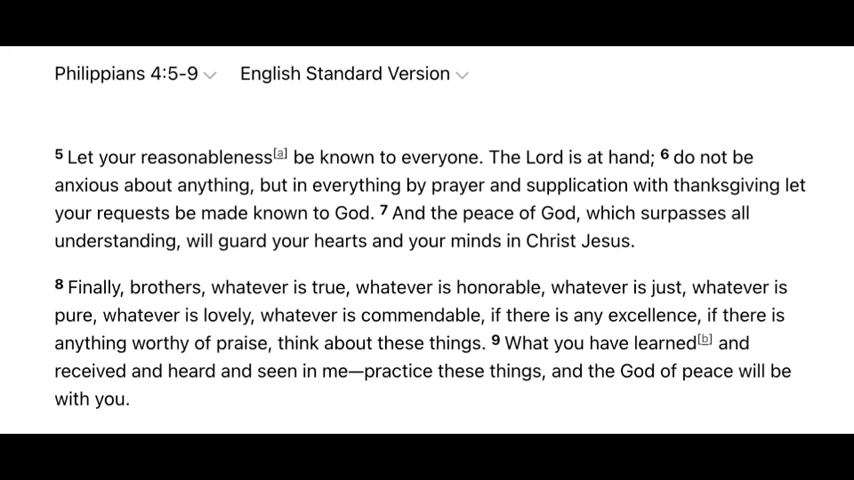 Philippians 4:5-9 English Standard Version
5 Let your reasonableness[a] be known to everyone. The Lord is at hand; 6 do not be
anxious about anything, but in everything by prayer and supplication with thanksgiving let
your requests be made known to God. 7 And the peace of God, which surpasses all
understanding, will guard your hearts and your minds in Christ Jesus.
8 Finally, brothers, whatever is true, whatever is honorable, whatever is just, whatever is
pure, whatever is lovely, whatever is commendable, if there is any excellence, if there is
anything worthy of praise, think about these things. 9 What you have learned[b] and
received and heard and seen in me—practice these things, and the God of peace will be
with you.